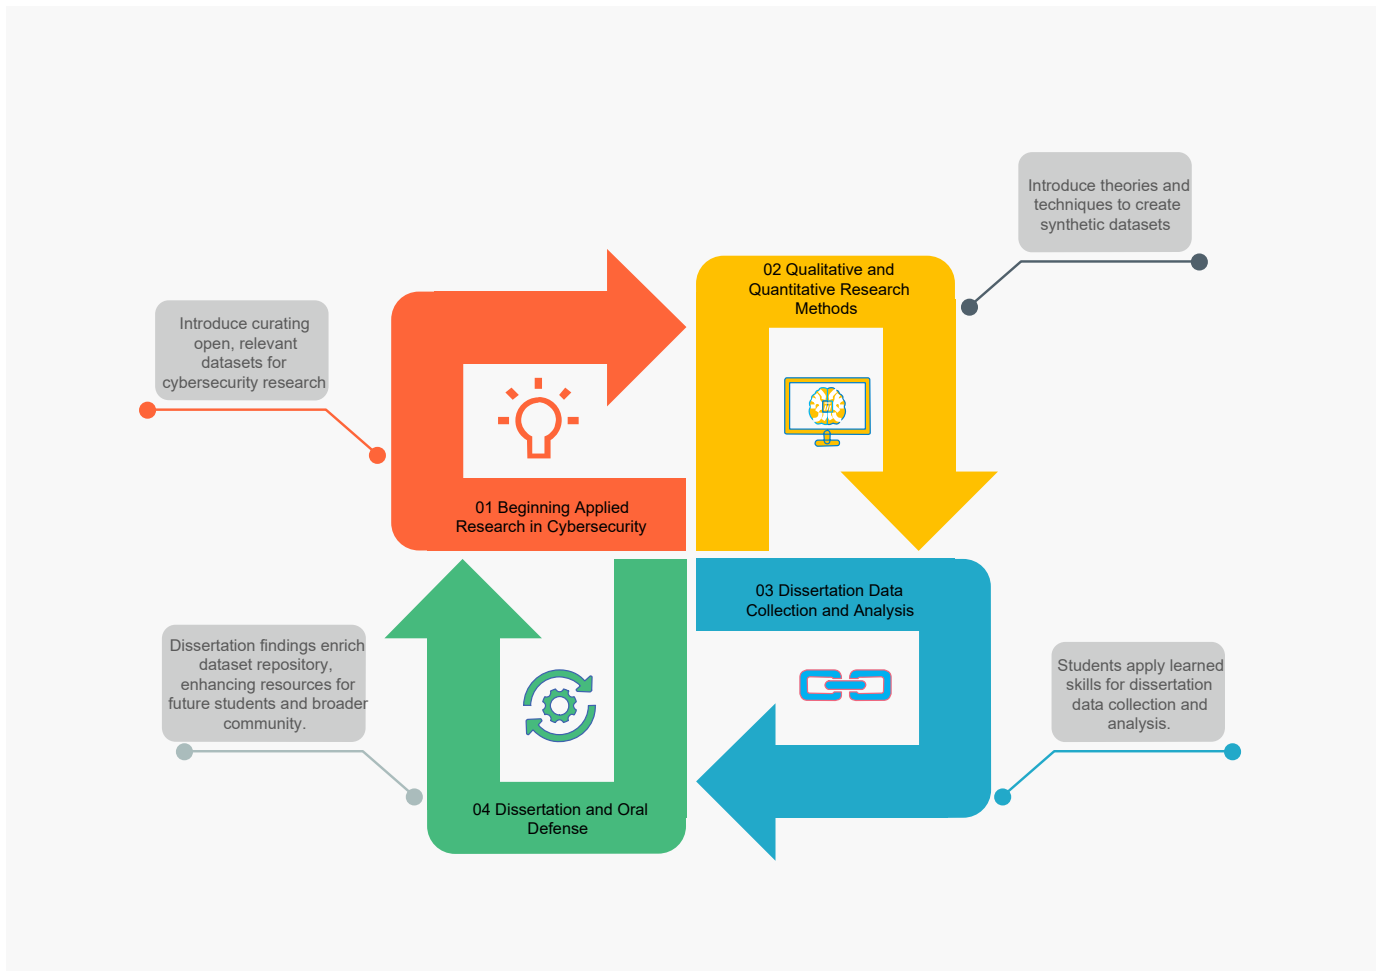 Introduce curating
open, relevant
datasets for
cybersecurity research
01 Beginning Applied
Research in Cybersecurity
02 Qualitative and
Quantitative Research
Methods
Introduce theories and
techniques to create
synthetic datasets
03 Dissertation Data
Collection and Analysis
Students apply learned
skills for dissertation
data collection and
analysis.
04 Dissertation and Oral
Defense
Dissertation findings enrich
dataset repository,
enhancing resources for
future students and broader
community.